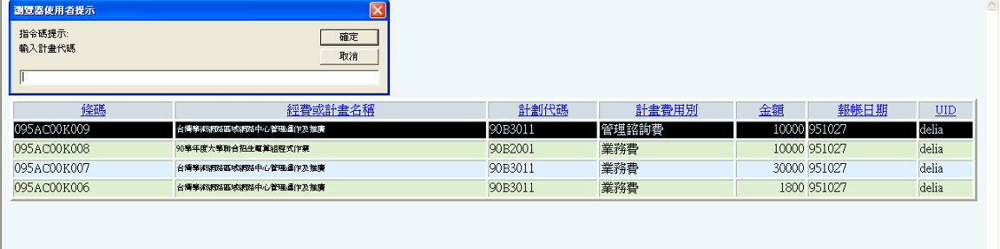 瀏覽器使用者提示
指令碼提示:
輸入計畫代碼
確定
取消
條碼 經費或計畫名稱 計劃代碼 計畫費用別 金額 報帳日期 UID
095AC00K009 台灣學術網路區域網路中心管理運作及推廣 90B3011 管理諮詢費 10000 951027 delia
095AC00K008 90學年度大學聯合招生電算組程式作業 90B2001 業務費 10000 951027 delia
095AC00K007 台灣學術網路區域網路中心管理運作及推廣 90B3011 業務費 30000 951027 delia
095AC00K006 台灣學術網路區域網路中心管理運作及推廣 90B3011 業務費 1800 951027 delia